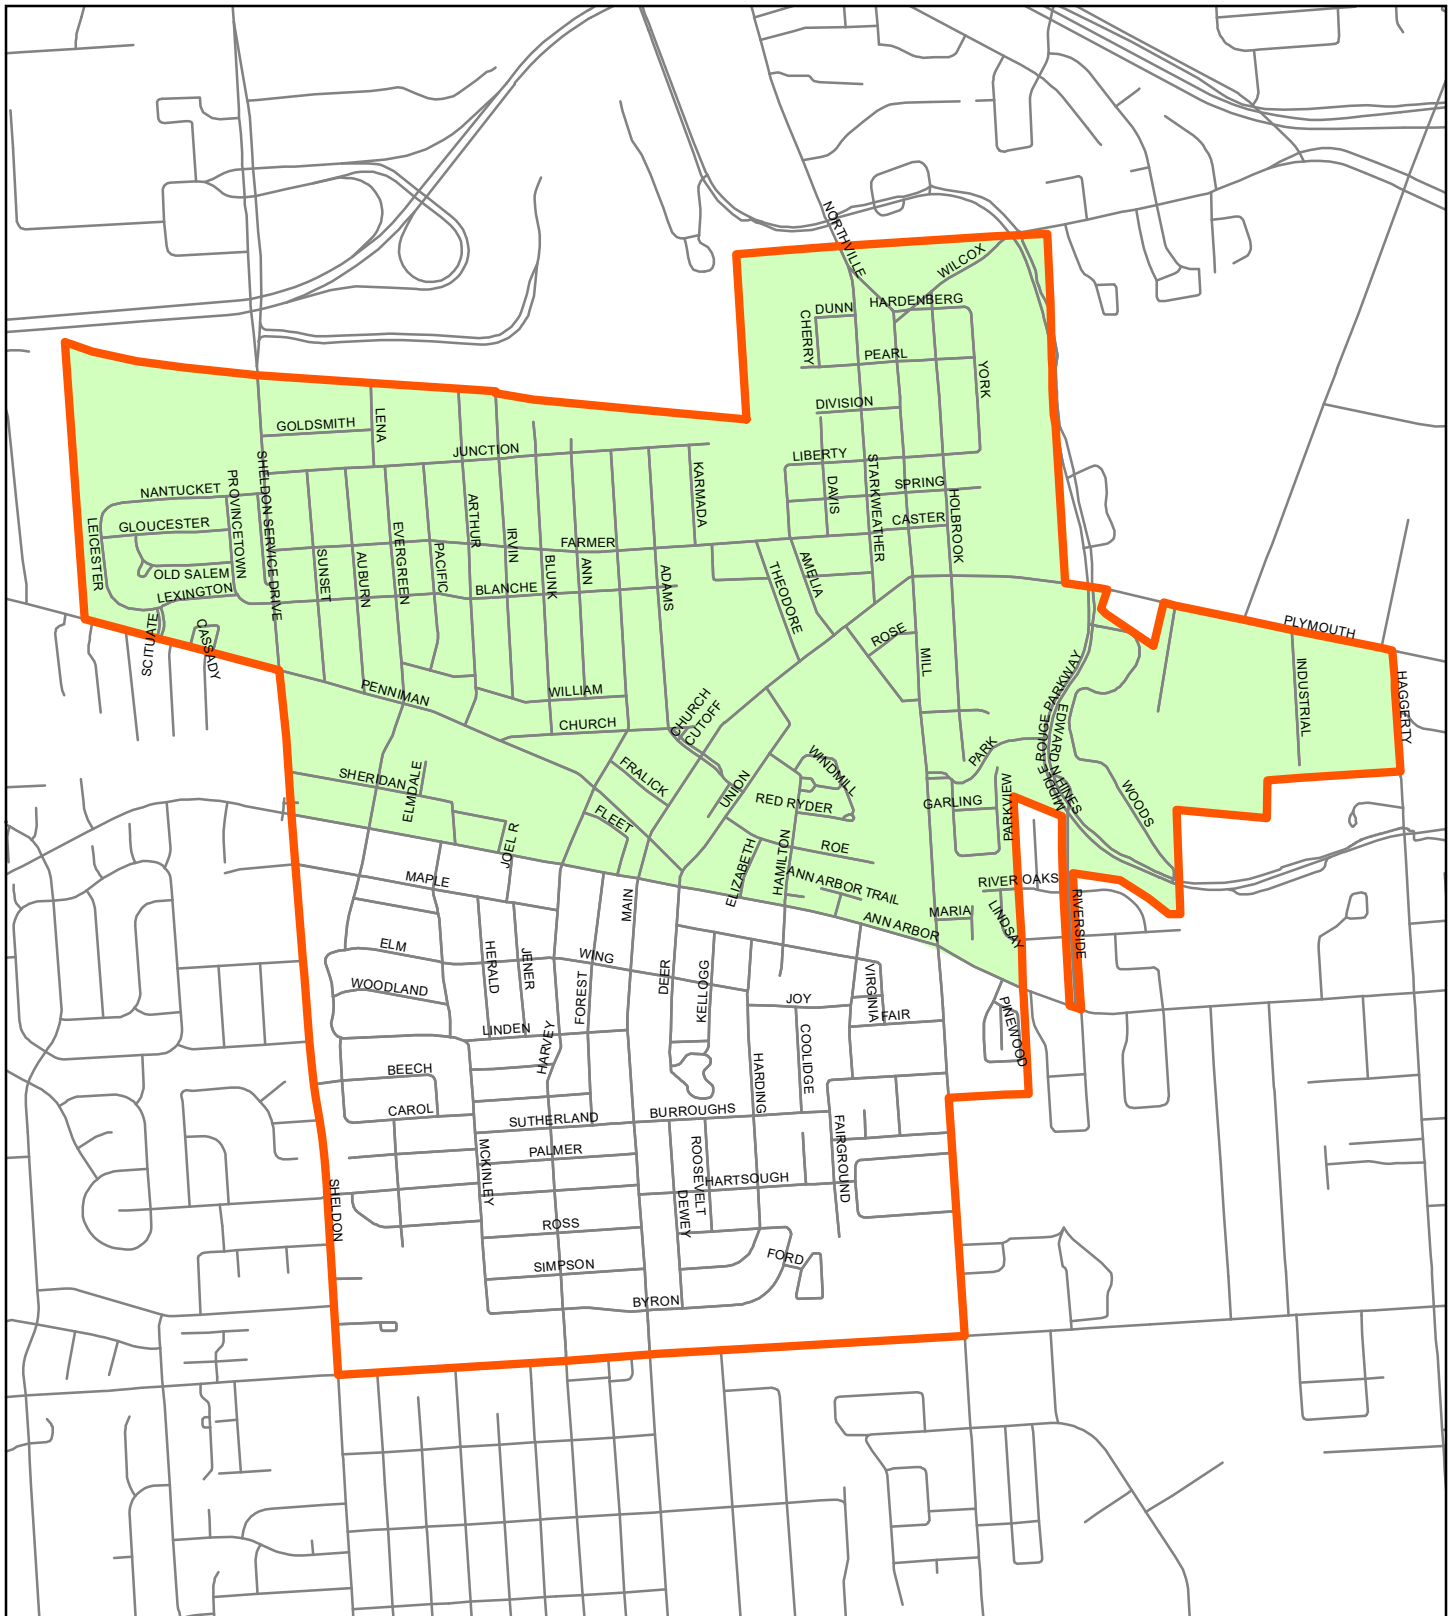 NORTHVILLE
WILCOX
HARDENBERG
DUNN
CHERRY
PEARL
YORK
DIVISION
GOLDSMITH
LENA
JUNCTION
LIBERTY
KARMADA
STARKWEATHER
SHELDON SERVICE DRIVE
PROVINCETOWN
NANTUCKET
DAVIS
SPRING
HOLBROOK
LEICESTER
GLOUCESTER
ARTHUR
CASTER
EVERGREEN
IRVIN
FARMER
SUNSET
AUBURN
PACIFIC
BLUNK
ANN
ADAMS
THEODORE
AMELIA
OLD SALEM
LEXINGTON
BLANCHE
SCITUATE
CASSADY
ROSE
PLYMOUTH
MILL
PENNIMAN
WILLIAM
INDUSTRIAL
HAGGERTY
CHURCH
CHURCH
CUTOFF
MIDDLE ROUGE PARKWAY
EDWARD N HINES
PARK
SHERIDAN
ELMDALE
FRALICK
UNION
WINDMILL
RED RYDER
GARLING
PARKVIEW
WOODS
FLEET
JOEL R
ROE
ELIZABETH
HAMILTON
MAPLE
ANN ARBOR TRAIL
RIVER OAKS
MAIN
MARIA
LINDSAY
RIVERSIDE
ANN ARBOR
ELM
HERALD
JENER
WING
DEER
KELLOGG
VIRGINIA
WOODLAND
FOREST
JOY
FAIR
PINEWOOD
LINDEN
HARVEY
COOLIDGE
BEECH
HARDING
CAROL
SUTHERLAND
BURROUGHS
FAIRGROUND
MCKINLEY
PALMER
ROOSEVELT
HARTSOUGH
SHELDON
DEWEY
ROSS
SIMPSON
FORD
BYRON